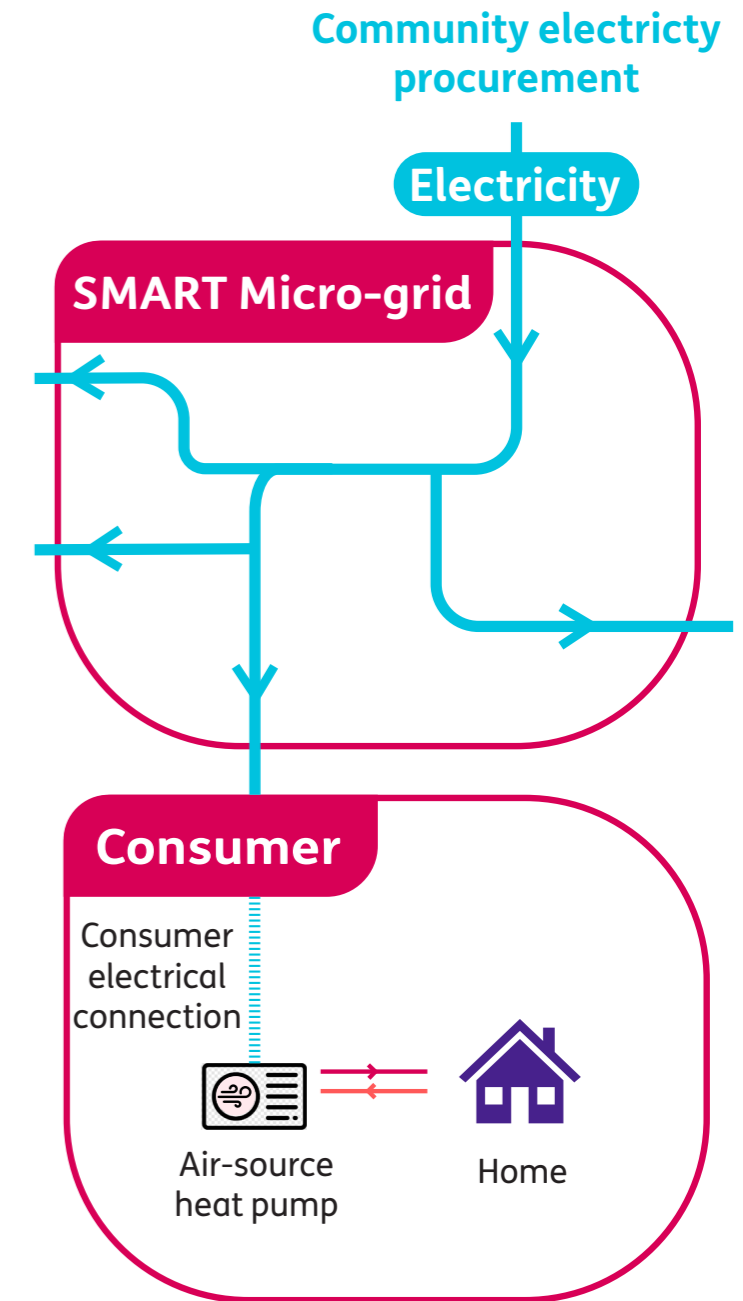 Community electricty
procurement
Electricity
SMART Micro-grid
Consumer
Consumer
electrical
connection
Air-source
heat pump
Home